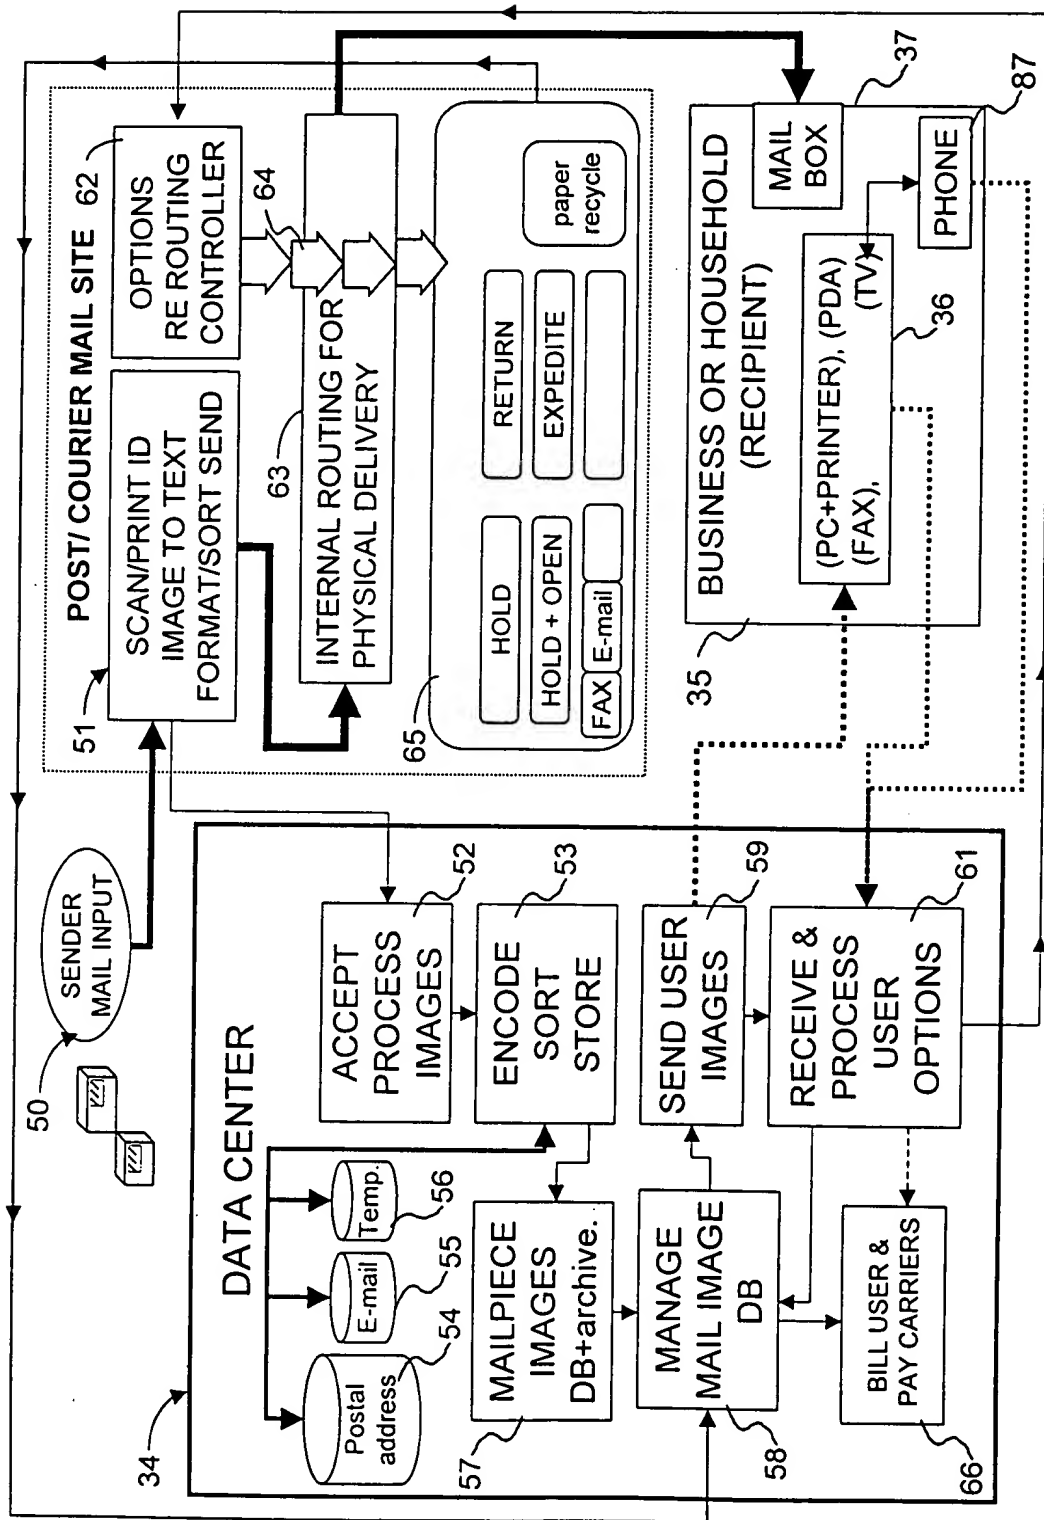 50
SENDER
MAIL INPUT
POST/ COURIER MAIL SITE
51
SCAN/PRINT ID
IMAGE TO TEXT
FORMAT/SORT SEND
62
OPTIONS
RE ROUTING
CONTROLLER
64
63
INTERNAL ROUTING FOR
PHYSICAL DELIVERY
65
HOLD
RETURN
HOLD + OPEN
EXPEDITE
FAX
E-mail
paper
recycle
34
DATA CENTER
Postal
address
54
E-mail
55
Temp.
56
ACCEPT
PROCESS
IMAGES
52
ENCODE
SORT
STORE
53
MAILPIECE
IMAGES
DB+archive.
57
MANAGE
MAIL IMAGE
DB
58
SEND USER
IMAGES
59
RECEIVE &
PROCESS
USER
OPTIONS
61
BILL USER &
PAY CARRIERS
66
35
BUSINESS OR HOUSEHOLD
(RECIPIENT)
(PC+PRINTER), (PDA)
(FAX), (TV)
36
MAIL
BOX
37
PHONE
87